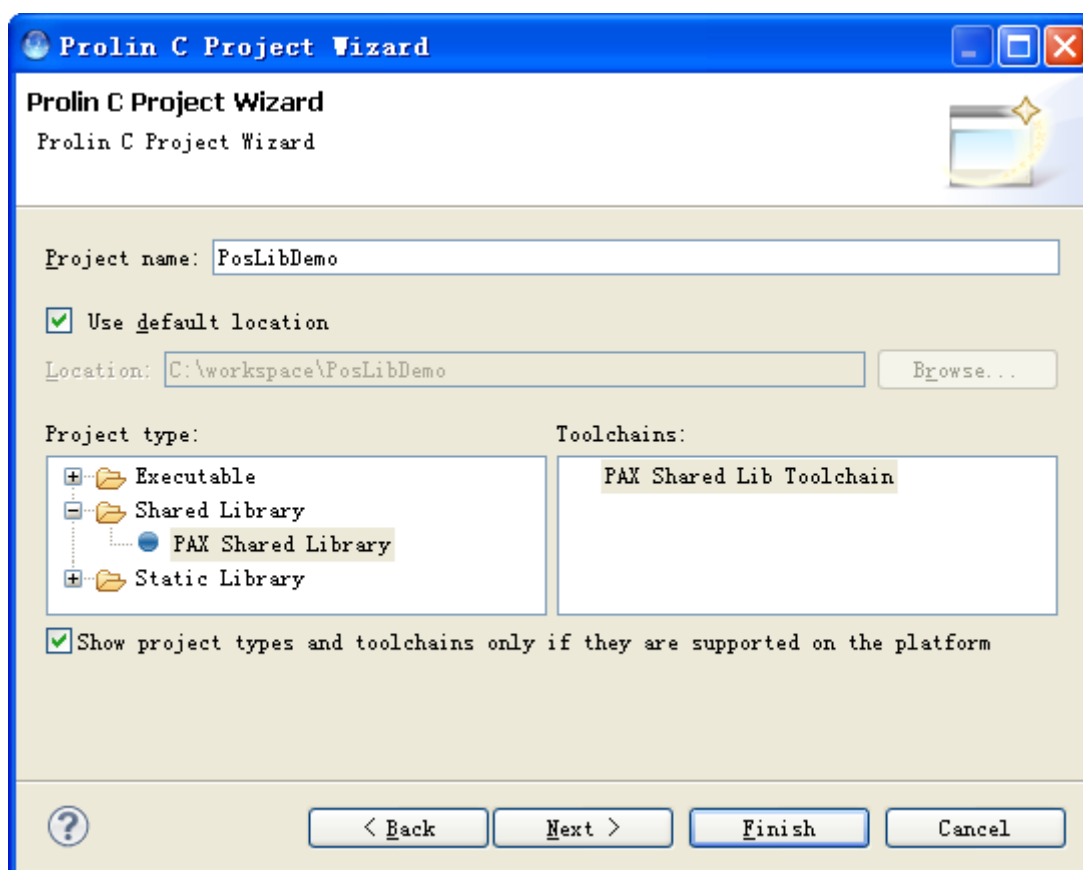 Prolin C Project Wizard
Prolin C Project Wizard
Prolin C Project Wizard
Project name: PosLibDemo
Use default location
Location: C:\workspace\PosLibDemo Browse...
Project type: Toolchains:
Executable PAX Shared Lib Toolchain
Shared Library
PAX Shared Library
Static Library
Show project types and toolchains only if they are supported on the platform
? < Back Next > Finish Cancel